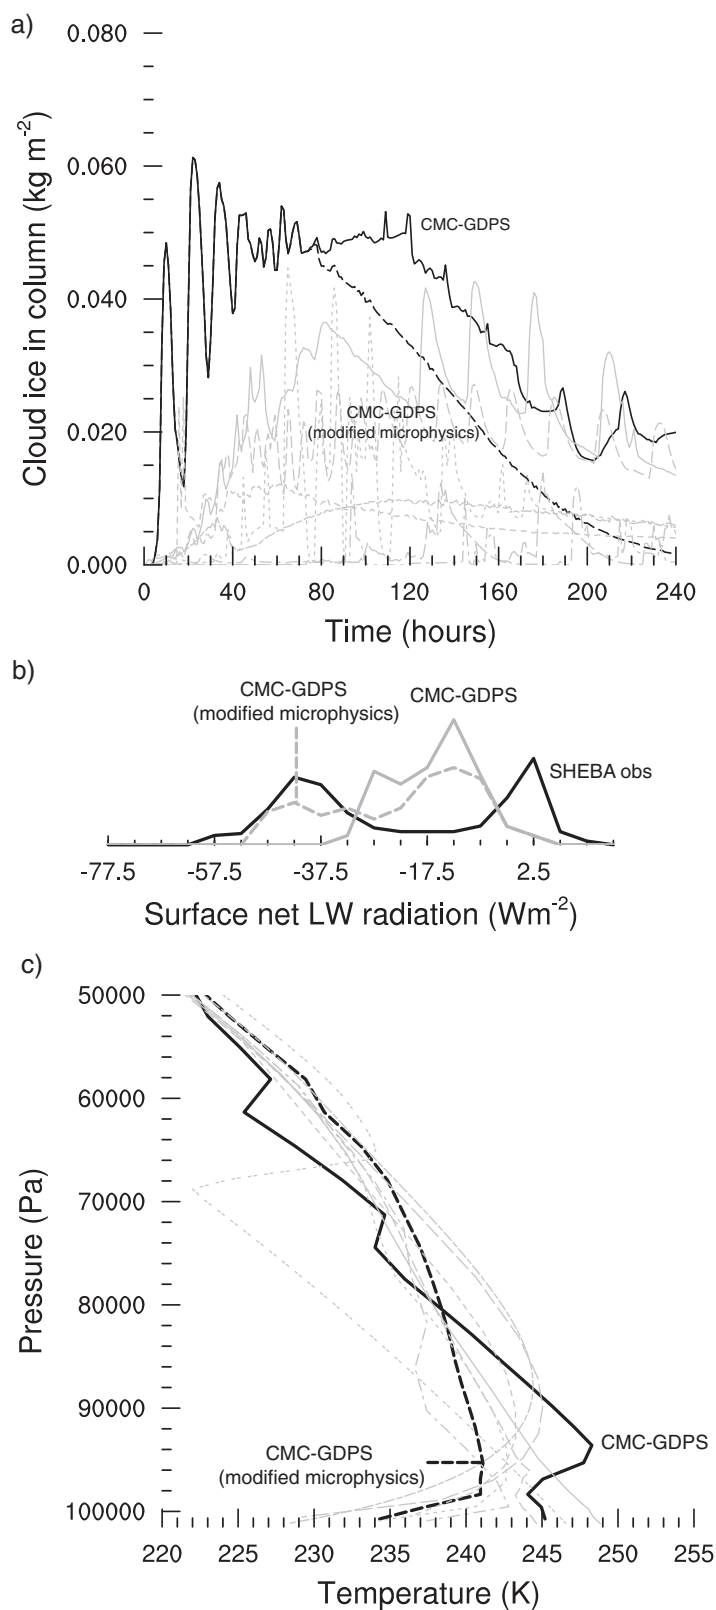 a)
0.080
0.060
0.040
0.020
0.000
Cloud ice in column (kg m-2)
CMC-GDPS
CMC-GDPS
(modified microphysics)
0 40 80 120 160 200 240
Time (hours)
b)
CMC-GDPS
(modified microphysics)
CMC-GDPS
SHEBA obs
-77.5 -57.5 -37.5 -17.5 2.5
Surface net LW radiation (Wm-2)
c)
50000
60000
70000
80000
90000
100000
Pressure (Pa)
CMC-GDPS
(modified microphysics)
CMC-GDPS
220 225 230 235 240 245 250 255
Temperature (K)